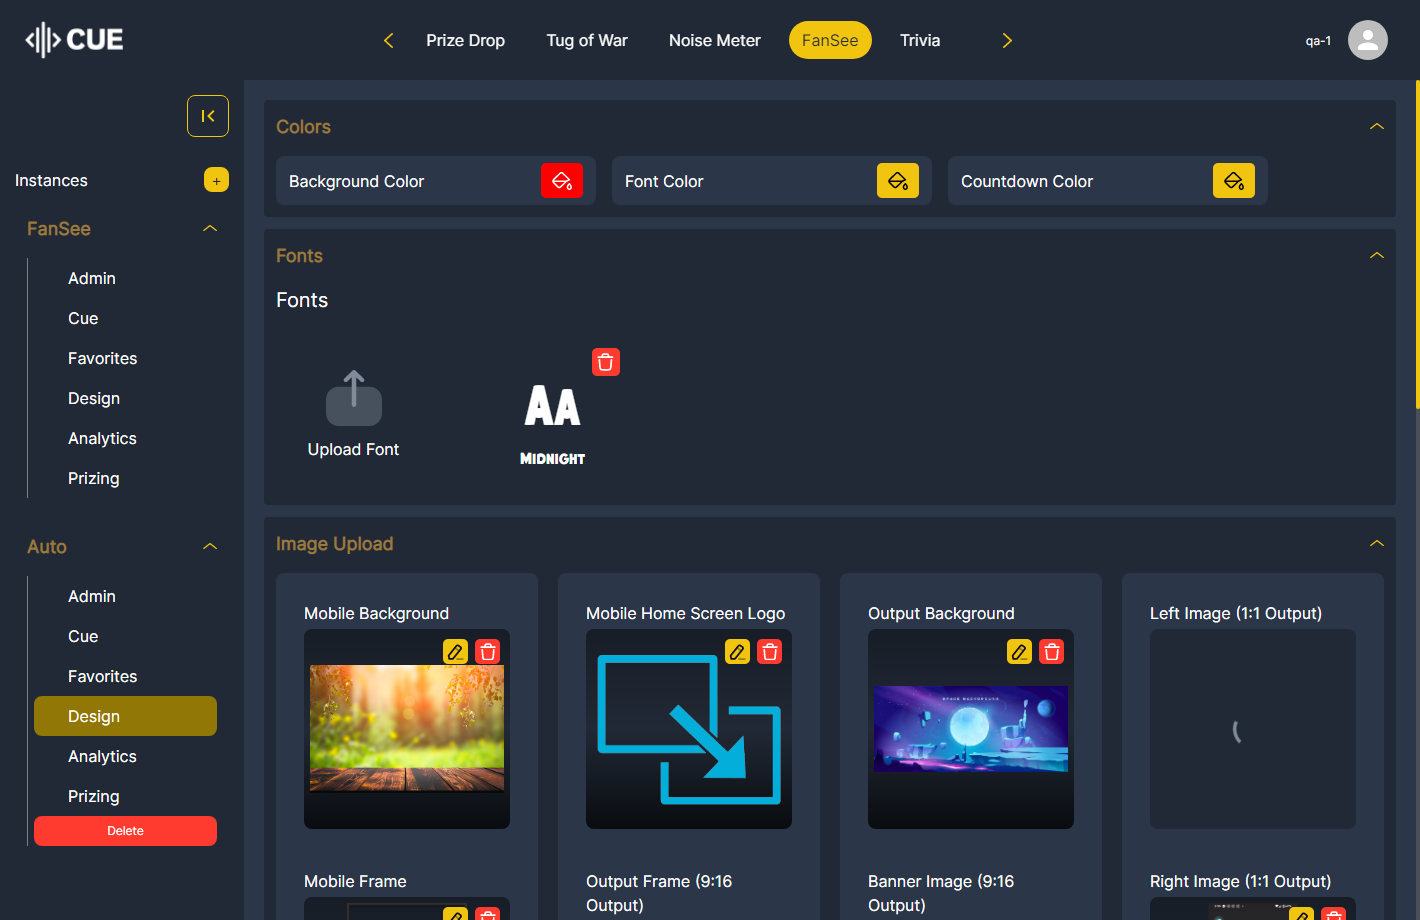 CUE
Prize Drop
Tug of War
Noise Meter
FanSee
Trivia
qa-1
Instances
+
FanSee
Admin
Cue
Favorites
Design
Analytics
Prizing
Auto
Admin
Cue
Favorites
Design
Analytics
Prizing
Delete
Colors
Background Color
Font Color
Countdown Color
Fonts
Fonts
Upload Font
AA
MIDNIGHT
Image Upload
Mobile Background
Mobile Home Screen Logo
Output Background
SPACE BACKGROUND
Left Image (1:1 Output)
Mobile Frame
Output Frame (9:16
Output)
Banner Image (9:16
Output)
Right Image (1:1 Output)